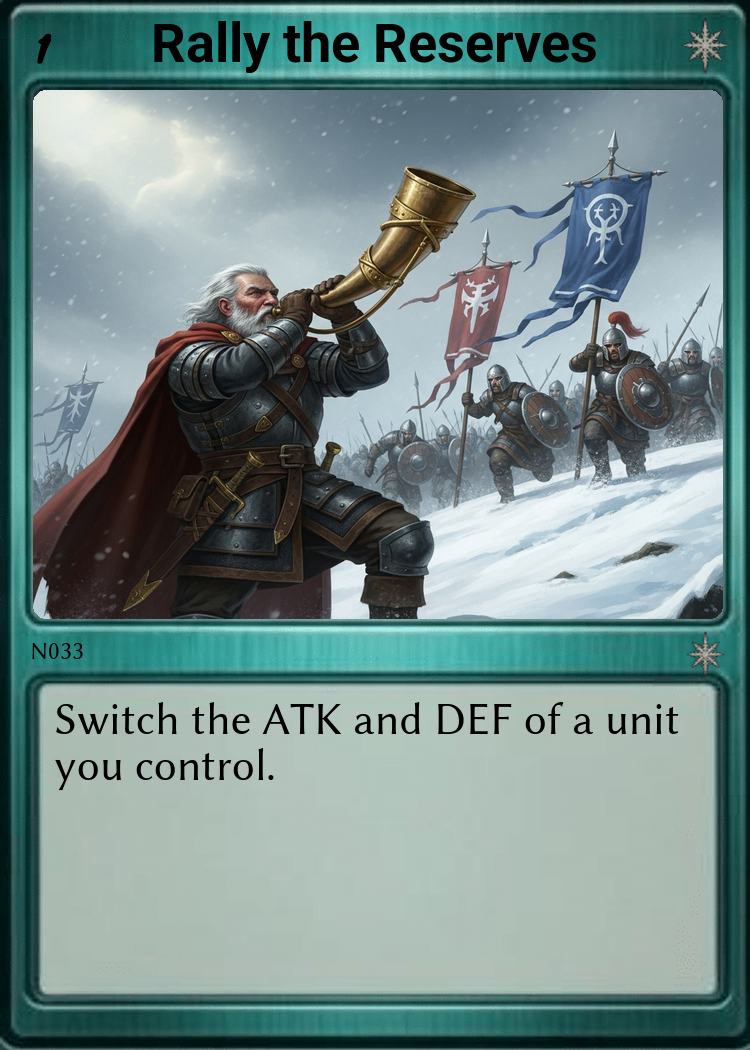 1 Rally the Reserves
N033
Switch the ATK and DEF of a unit
you control.